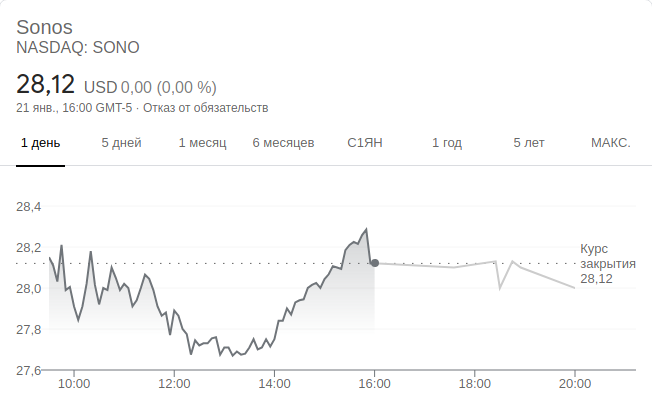 Sonos
NASDAQ: SONO
28,12 USD 0,00 (0,00 %)
21 янв., 16:00 GMT-5 · Отказ от обязательств
1 день 5 дней 1 месяц 6 месяцев С1ЯН 1 год 5 лет МАКС.
28,4
28,2
28,0
27,8
27,6
Курс
закрытия
28,12
10:00 12:00 14:00 16:00 18:00 20:00